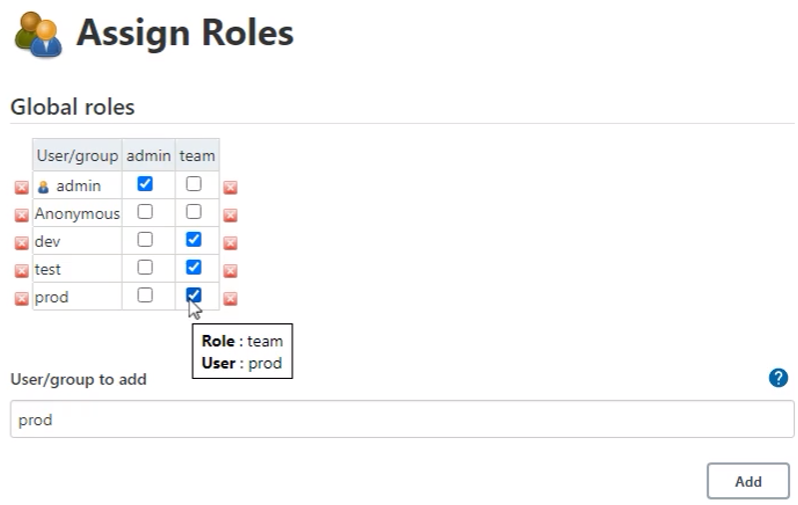 Assign Roles
Global roles
User/group admin team
admin
Anonymous
dev
test
prod
Role : team
User : prod
User/group to add
?
prod
Add